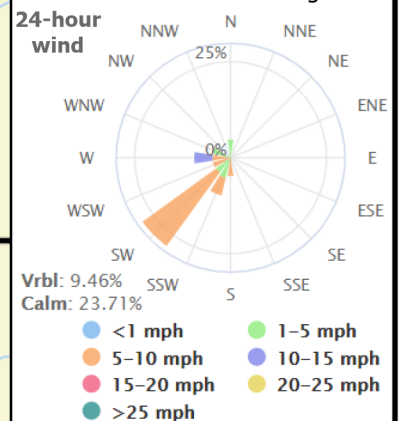 24-hour
wind
N
NNW
NNE
25%
NW
NE
WNW
ENE
0%
W
E
WSW
ESE
SW
SE
Vrbl: 9.46%
SSW
SSE
S
Calm: 23.71%
<1 mph
1–5 mph
5–10 mph
10–15 mph
15–20 mph
20–25 mph
>25 mph